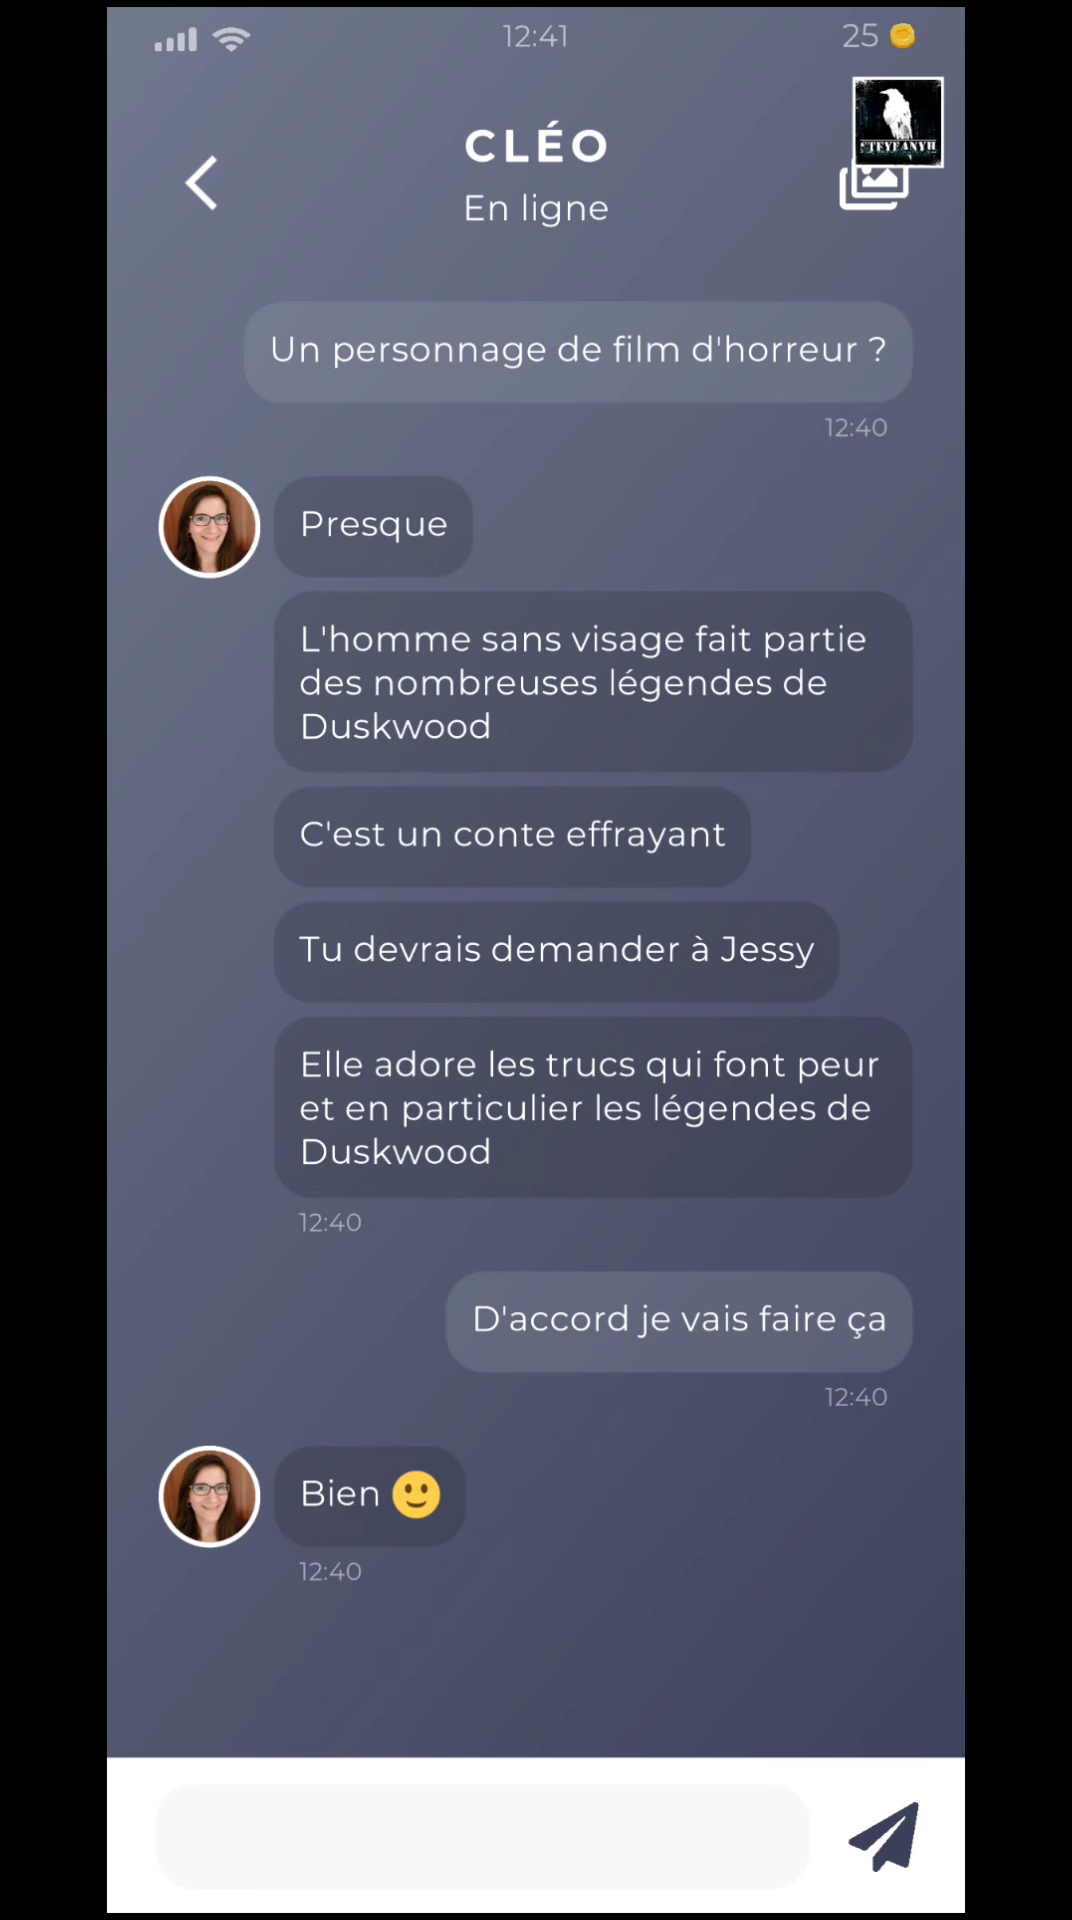 12:41
25
CLÉO
STEYFANYH
En ligne
Un personnage de film d'horreur ?
12:40
Presque
L'homme sans visage fait partie
des nombreuses légendes de
Duskwood
C'est un conte effrayant
Tu devrais demander à Jessy
Elle adore les trucs qui font peur
et en particulier les légendes de
Duskwood
12:40
D'accord je vais faire ça
12:40
Bien 🙂
12:40